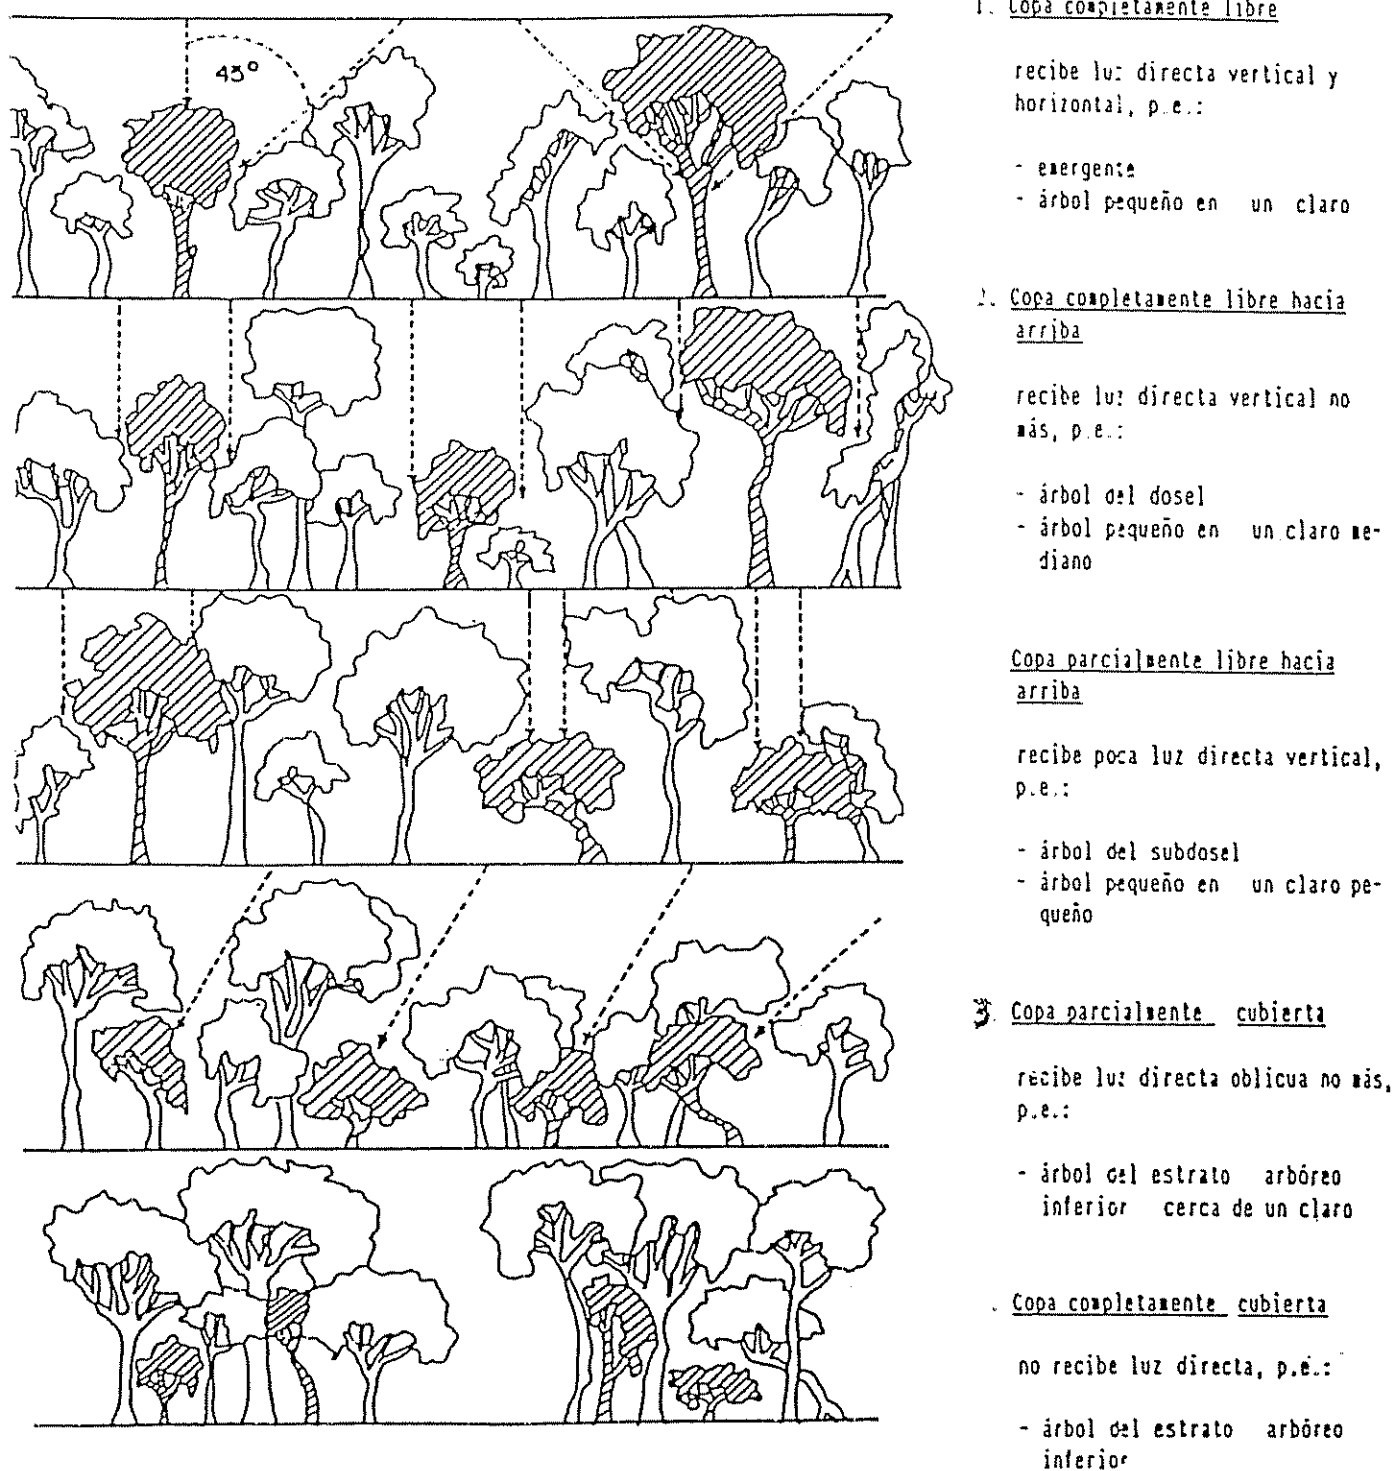 45°
1. Copa completamente libre
recibe luz directa vertical y
horizontal, p.e.:
- emergente
- árbol pequeño en un claro
2. Copa completamente libre hacia
arriba
recibe luz directa vertical no
más, p.e.:
- árbol del dosel
- árbol pequeño en un claro me-
diano
Copa parcialmente libre hacia
arriba
recibe poca luz directa vertical,
p.e.:
- árbol del subdosel
- árbol pequeño en un claro pe-
queño
3. Copa parcialmente cubierta
recibe luz directa oblicua no más,
p.e.:
- árbol del estrato arbóreo
inferior cerca de un claro
. Copa completamente cubierta
no recibe luz directa, p.e.:
- árbol del estrato arbóreo
inferior